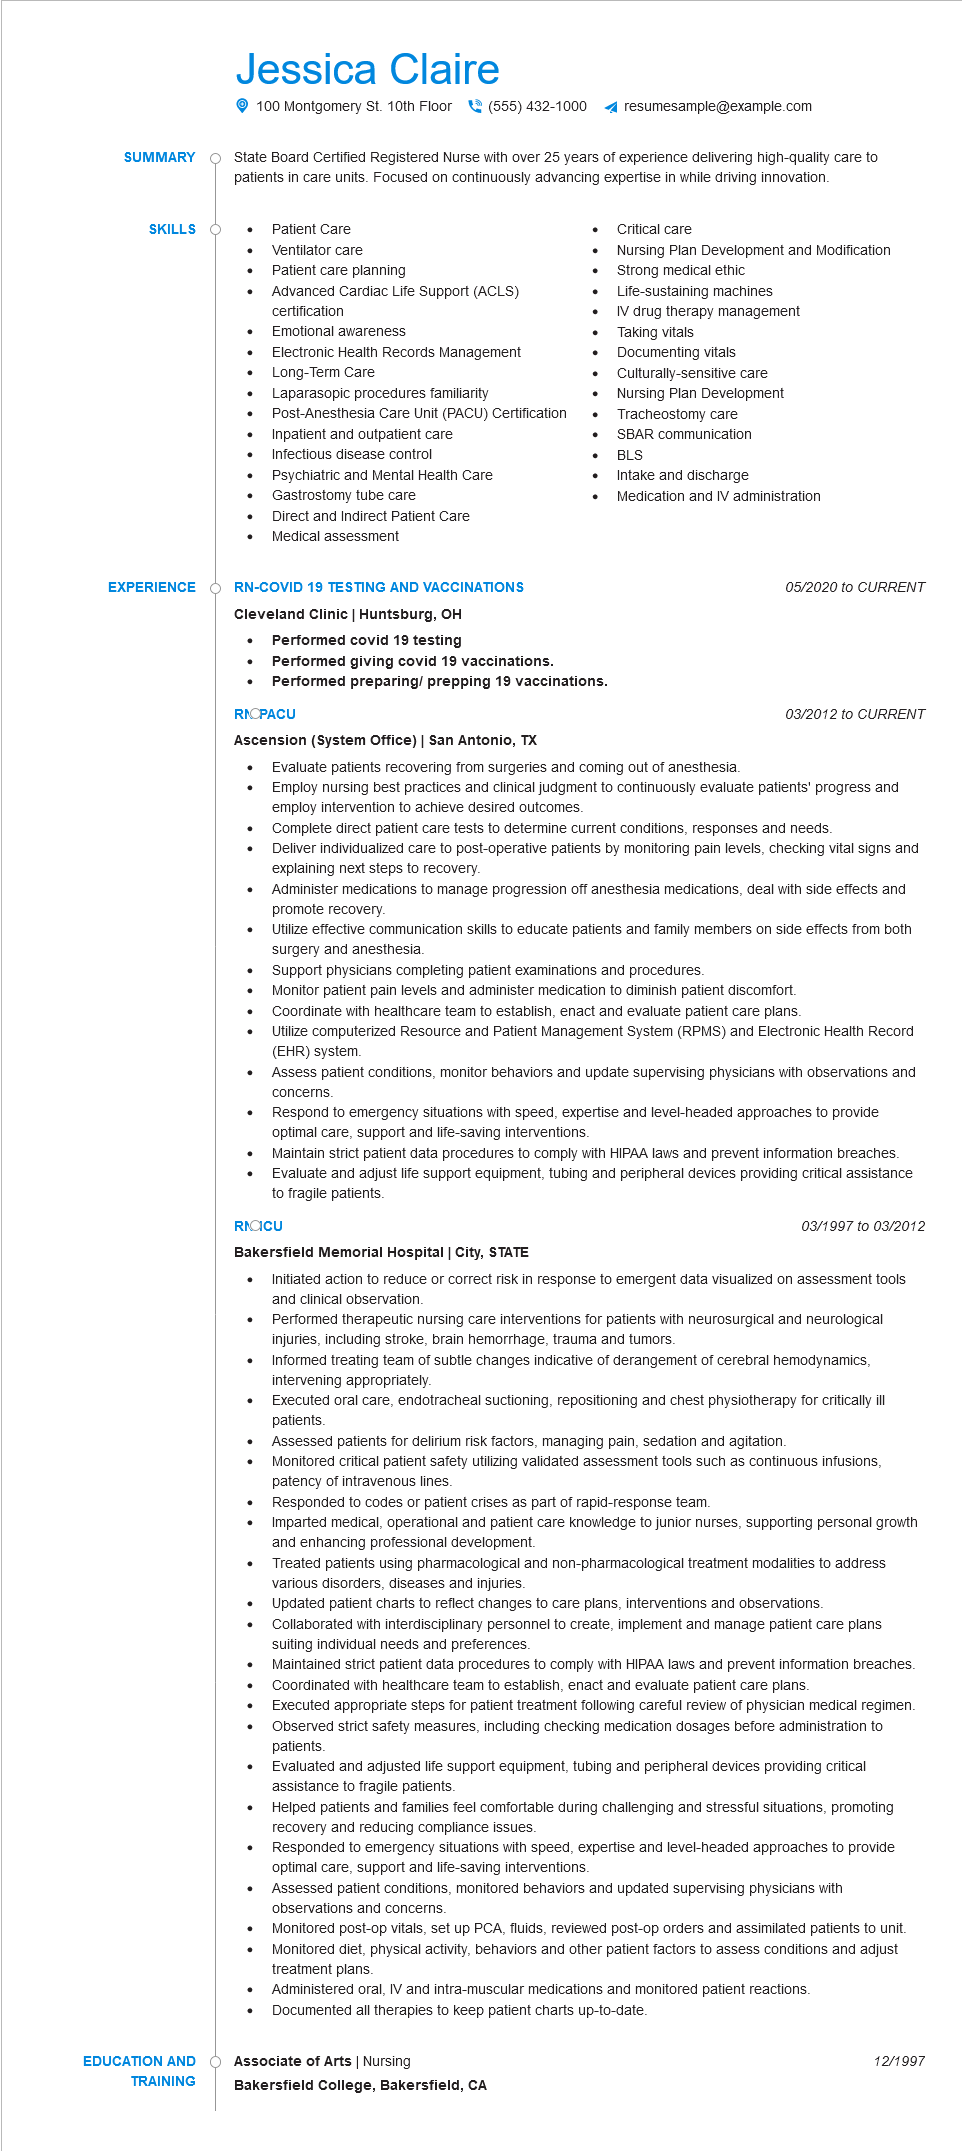 Jessica Claire
100 Montgomery St. 10th Floor (555) 432-1000 resumesample@example.com
SUMMARY
State Board Certified Registered Nurse with over 25 years of experience delivering high-quality care to
patients in care units. Focused on continuously advancing expertise in while driving innovation.
SKILLS
• Patient Care
• Ventilator care
• Patient care planning
• Advanced Cardiac Life Support (ACLS)
certification
• Emotional awareness
• Electronic Health Records Management
• Long-Term Care
• Laparasopic procedures familiarity
• Post-Anesthesia Care Unit (PACU) Certification
• Inpatient and outpatient care
• Infectious disease control
• Psychiatric and Mental Health Care
• Gastrostomy tube care
• Direct and Indirect Patient Care
• Medical assessment
• Critical care
• Nursing Plan Development and Modification
• Strong medical ethic
• Life-sustaining machines
• IV drug therapy management
• Taking vitals
• Documenting vitals
• Culturally-sensitive care
• Nursing Plan Development
• Tracheostomy care
• SBAR communication
• BLS
• Intake and discharge
• Medication and IV administration
EXPERIENCE
RN-COVID 19 TESTING AND VACCINATIONS 05/2020 to CURRENT
Cleveland Clinic | Huntsburg, OH
• Performed covid 19 testing
• Performed giving covid 19 vaccinations.
• Performed preparing/ prepping 19 vaccinations.
RN-PACU 03/2012 to CURRENT
Ascension (System Office) | San Antonio, TX
• Evaluate patients recovering from surgeries and coming out of anesthesia.
• Employ nursing best practices and clinical judgment to continuously evaluate patients' progress and
employ intervention to achieve desired outcomes.
• Complete direct patient care tests to determine current conditions, responses and needs.
• Deliver individualized care to post-operative patients by monitoring pain levels, checking vital signs and
explaining next steps to recovery.
• Administer medications to manage progression off anesthesia medications, deal with side effects and
promote recovery.
• Utilize effective communication skills to educate patients and family members on side effects from both
surgery and anesthesia.
• Support physicians completing patient examinations and procedures.
• Monitor patient pain levels and administer medication to diminish patient discomfort.
• Coordinate with healthcare team to establish, enact and evaluate patient care plans.
• Utilize computerized Resource and Patient Management System (RPMS) and Electronic Health Record
(EHR) system.
• Assess patient conditions, monitor behaviors and update supervising physicians with observations and
concerns.
• Respond to emergency situations with speed, expertise and level-headed approaches to provide
optimal care, support and life-saving interventions.
• Maintain strict patient data procedures to comply with HIPAA laws and prevent information breaches.
• Evaluate and adjust life support equipment, tubing and peripheral devices providing critical assistance
to fragile patients.
RN-ICU 03/1997 to 03/2012
Bakersfield Memorial Hospital | City, STATE
• Initiated action to reduce or correct risk in response to emergent data visualized on assessment tools
and clinical observation.
• Performed therapeutic nursing care interventions for patients with neurosurgical and neurological
injuries, including stroke, brain hemorrhage, trauma and tumors.
• Informed treating team of subtle changes indicative of derangement of cerebral hemodynamics,
intervening appropriately.
• Executed oral care, endotracheal suctioning, repositioning and chest physiotherapy for critically ill
patients.
• Assessed patients for delirium risk factors, managing pain, sedation and agitation.
• Monitored critical patient safety utilizing validated assessment tools such as continuous infusions,
patency of intravenous lines.
• Responded to codes or patient crises as part of rapid-response team.
• Imparted medical, operational and patient care knowledge to junior nurses, supporting personal growth
and enhancing professional development.
• Treated patients using pharmacological and non-pharmacological treatment modalities to address
various disorders, diseases and injuries.
• Updated patient charts to reflect changes to care plans, interventions and observations.
• Collaborated with interdisciplinary personnel to create, implement and manage patient care plans
suiting individual needs and preferences.
• Maintained strict patient data procedures to comply with HIPAA laws and prevent information breaches.
• Coordinated with healthcare team to establish, enact and evaluate patient care plans.
• Executed appropriate steps for patient treatment following careful review of physician medical regimen.
• Observed strict safety measures, including checking medication dosages before administration to
patients.
• Evaluated and adjusted life support equipment, tubing and peripheral devices providing critical
assistance to fragile patients.
• Helped patients and families feel comfortable during challenging and stressful situations, promoting
recovery and reducing compliance issues.
• Responded to emergency situations with speed, expertise and level-headed approaches to provide
optimal care, support and life-saving interventions.
• Assessed patient conditions, monitored behaviors and updated supervising physicians with
observations and concerns.
• Monitored post-op vitals, set up PCA, fluids, reviewed post-op orders and assimilated patients to unit.
• Monitored diet, physical activity, behaviors and other patient factors to assess conditions and adjust
treatment plans.
• Administered oral, IV and intra-muscular medications and monitored patient reactions.
• Documented all therapies to keep patient charts up-to-date.
EDUCATION AND
TRAINING
Associate of Arts | Nursing 12/1997
Bakersfield College, Bakersfield, CA